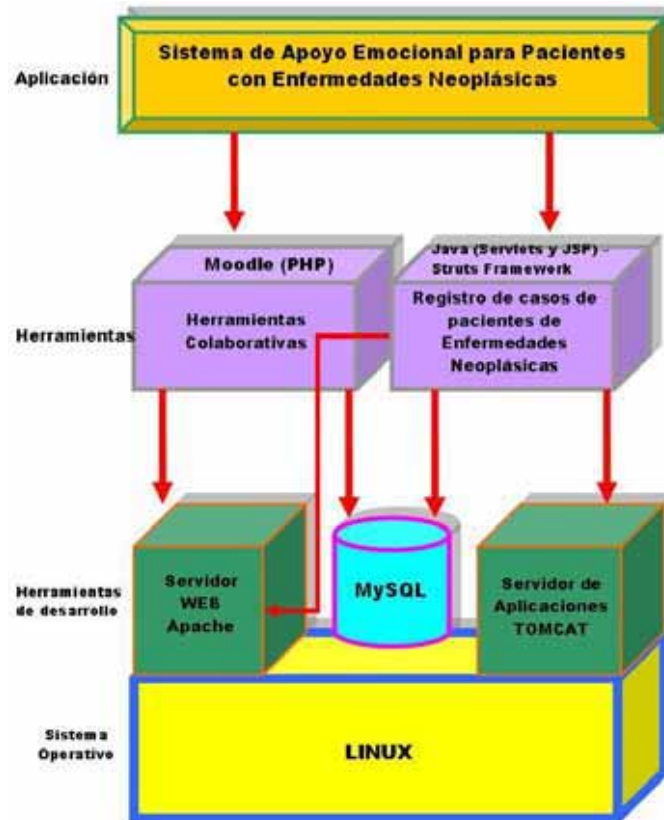 Sistema de Apoyo Emocional para Pacientes
con Enfermedades Neoplásicas
Aplicación
Moodle (PHP)
Java (Servlets y JSP) -
Struts Framewerk
Herramientas
Colaborativas
Registro de casos de
pacientes de
Enfermedades
Neoplásicas
Herramientas
Servidor
WEB
Apache
MySQL
Servidor de
Aplicaciones
TOMCAT
Herramientas
de desarrollo
LINUX
Sistema
Operativo